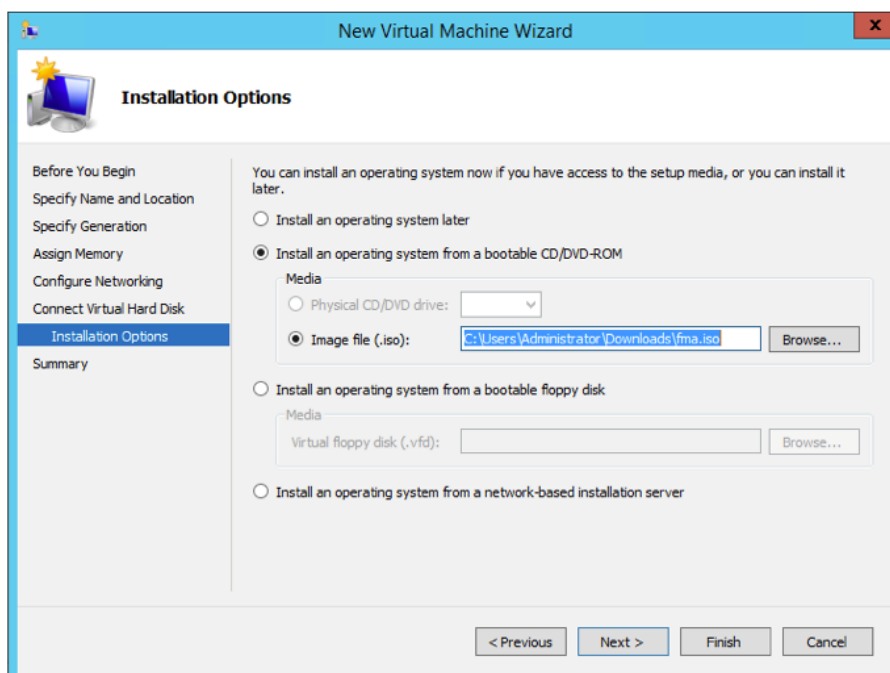 New Virtual Machine Wizard
x
Installation Options
Before You Begin
Specify Name and Location
Specify Generation
Assign Memory
Configure Networking
Connect Virtual Hard Disk
Installation Options
Summary
You can install an operating system now if you have access to the setup media, or you can install it
later.
Install an operating system later
Install an operating system from a bootable CD/DVD-ROM
Media
Physical CD/DVD drive:
Image file (.iso):
C:\Users\Administrator\Downloads\fma.iso
Browse...
Install an operating system from a bootable floppy disk
Media
Virtual floppy disk (.vfd):
Browse...
Install an operating system from a network-based installation server
< Previous
Next >
Finish
Cancel